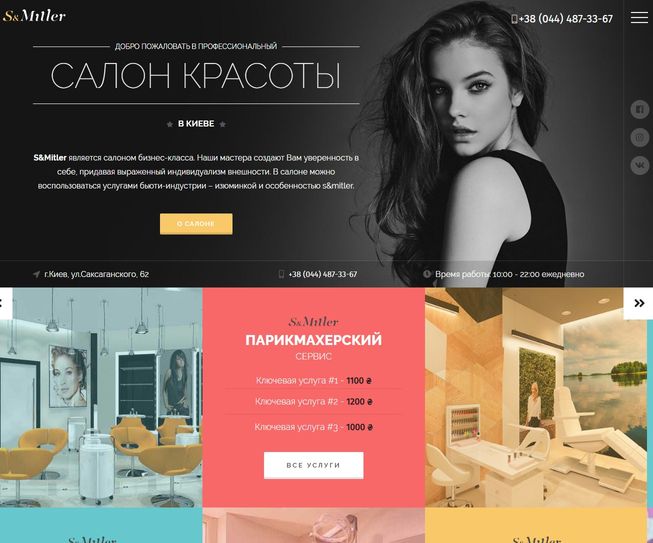 S&Mitler
+38 (044) 487-33-67
ДОБРО ПОЖАЛОВАТЬ В ПРОФЕССИОНАЛЬНЫЙ
САЛОН КРАСОТЫ
★ В КИЕВЕ ★
S&Mitler является салоном бизнес-класса. Наши мастера создают Вам уверенность в
себе, придавая выраженный индивидуализм внешности. В салоне можно
воспользоваться услугами бьюти-индустрии – изюминкой и особенностью s&mitler.
О САЛОНЕ
г.Киев, ул.Саксаганского, 62
+38 (044) 487-33-67
Время работы: 10:00 - 22:00 ежедневно
S&Mitler
ПАРИКМАХЕРСКИЙ
СЕРВИС
Ключевая услуга #1 - 1100 ₴
Ключевая услуга #2 - 1200 ₴
Ключевая услуга #3 - 1000 ₴
ВСЕ УСЛУГИ
S&Mitler
S&Mitler